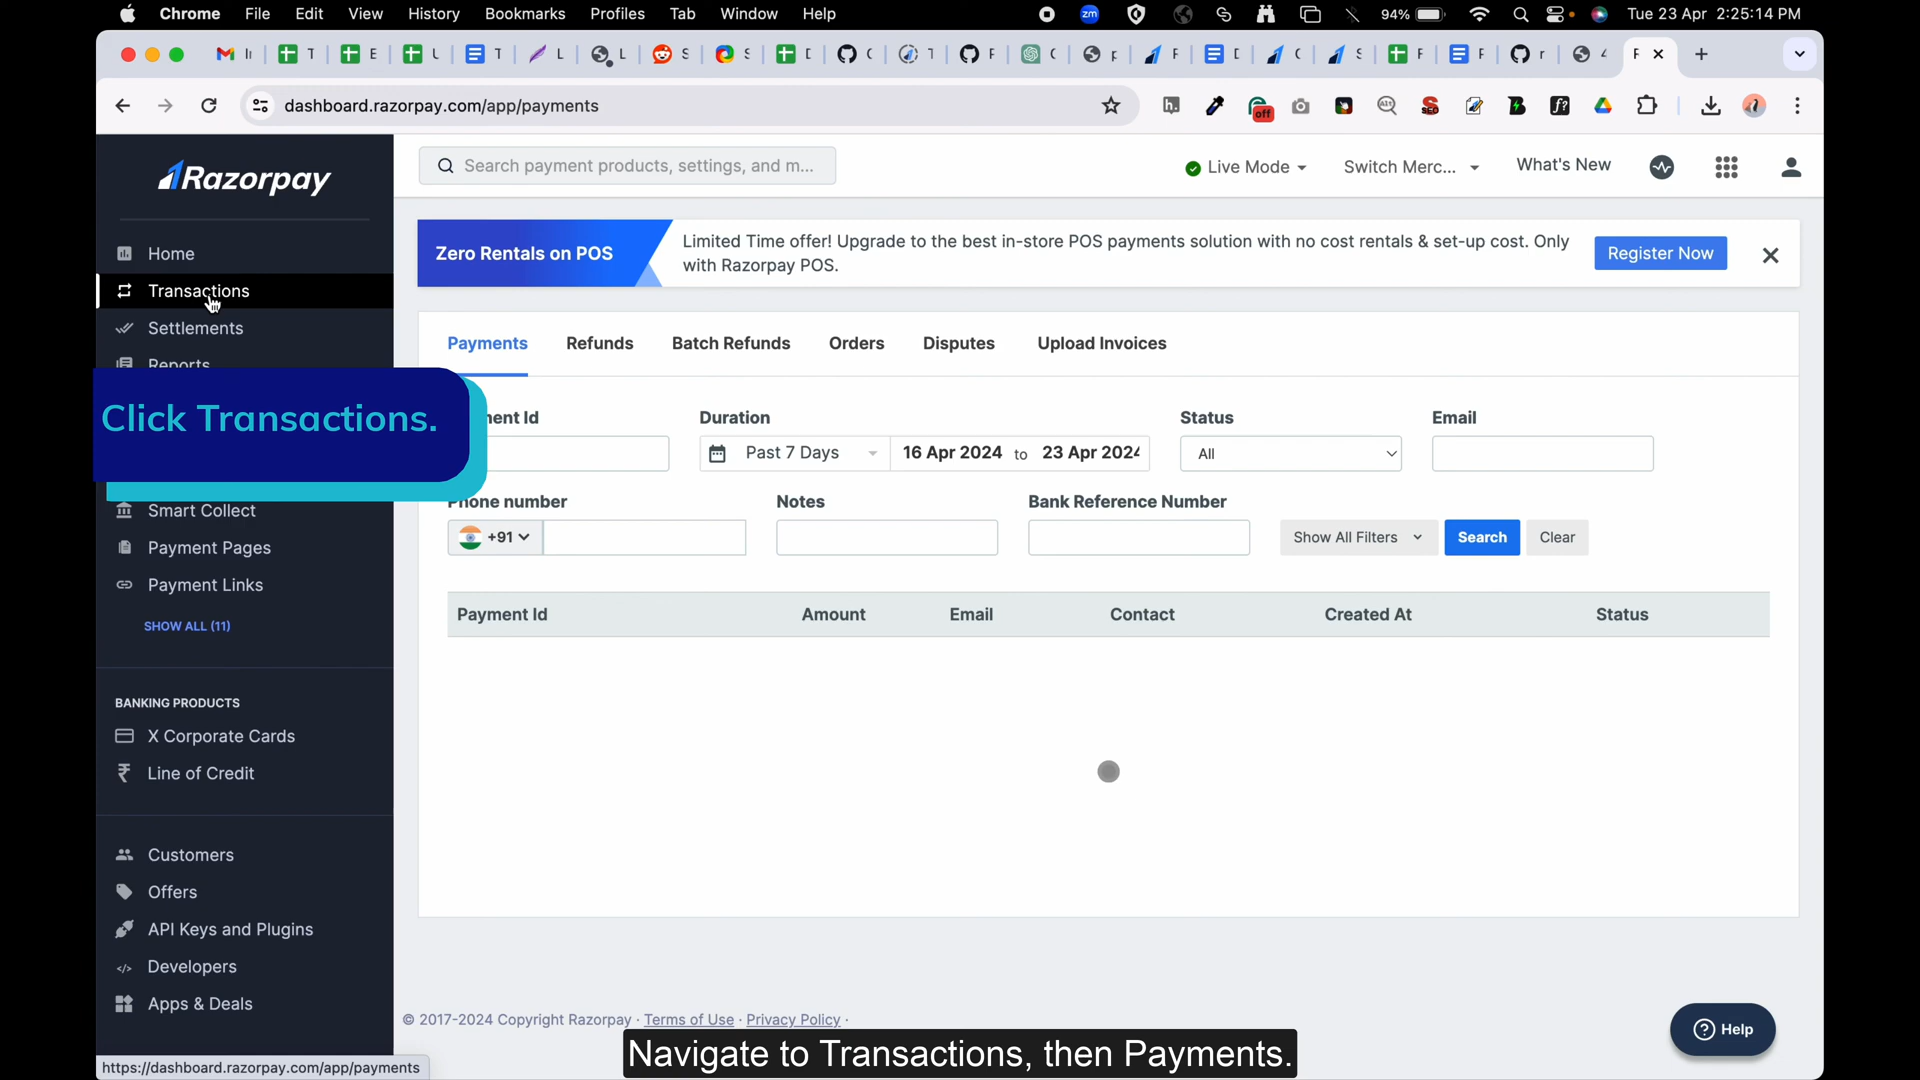 Chrome File Edit View History Bookmarks Profiles Tab Window Help zm 94% Tue 23 Apr 2:25:14 PM
dashboard.razorpay.com/app/payments
off
SEO
Razorpay
Search payment products, settings, and m...
Live Mode
Switch Merc...
What's New
Home
Transactions
Settlements
Reports
Click Transactions.
Smart Collect
Payment Pages
Payment Links
SHOW ALL (11)
BANKING PRODUCTS
X Corporate Cards
Line of Credit
Customers
Offers
API Keys and Plugins
Developers
Apps & Deals
Zero Rentals on POS
Limited Time offer! Upgrade to the best in-store POS payments solution with no cost rentals & set-up cost. Only
with Razorpay POS.
Register Now
Payments Refunds Batch Refunds Orders Disputes Upload Invoices
ment Id Duration Status Email
Past 7 Days 16 Apr 2024 to 23 Apr 2024 All
Phone number Notes Bank Reference Number
+91 Show All Filters Search Clear
Payment Id Amount Email Contact Created At Status
© 2017-2024 Copyright Razorpay · Terms of Use · Privacy Policy ·
Help
Navigate to Transactions, then Payments.
https://dashboard.razorpay.com/app/payments